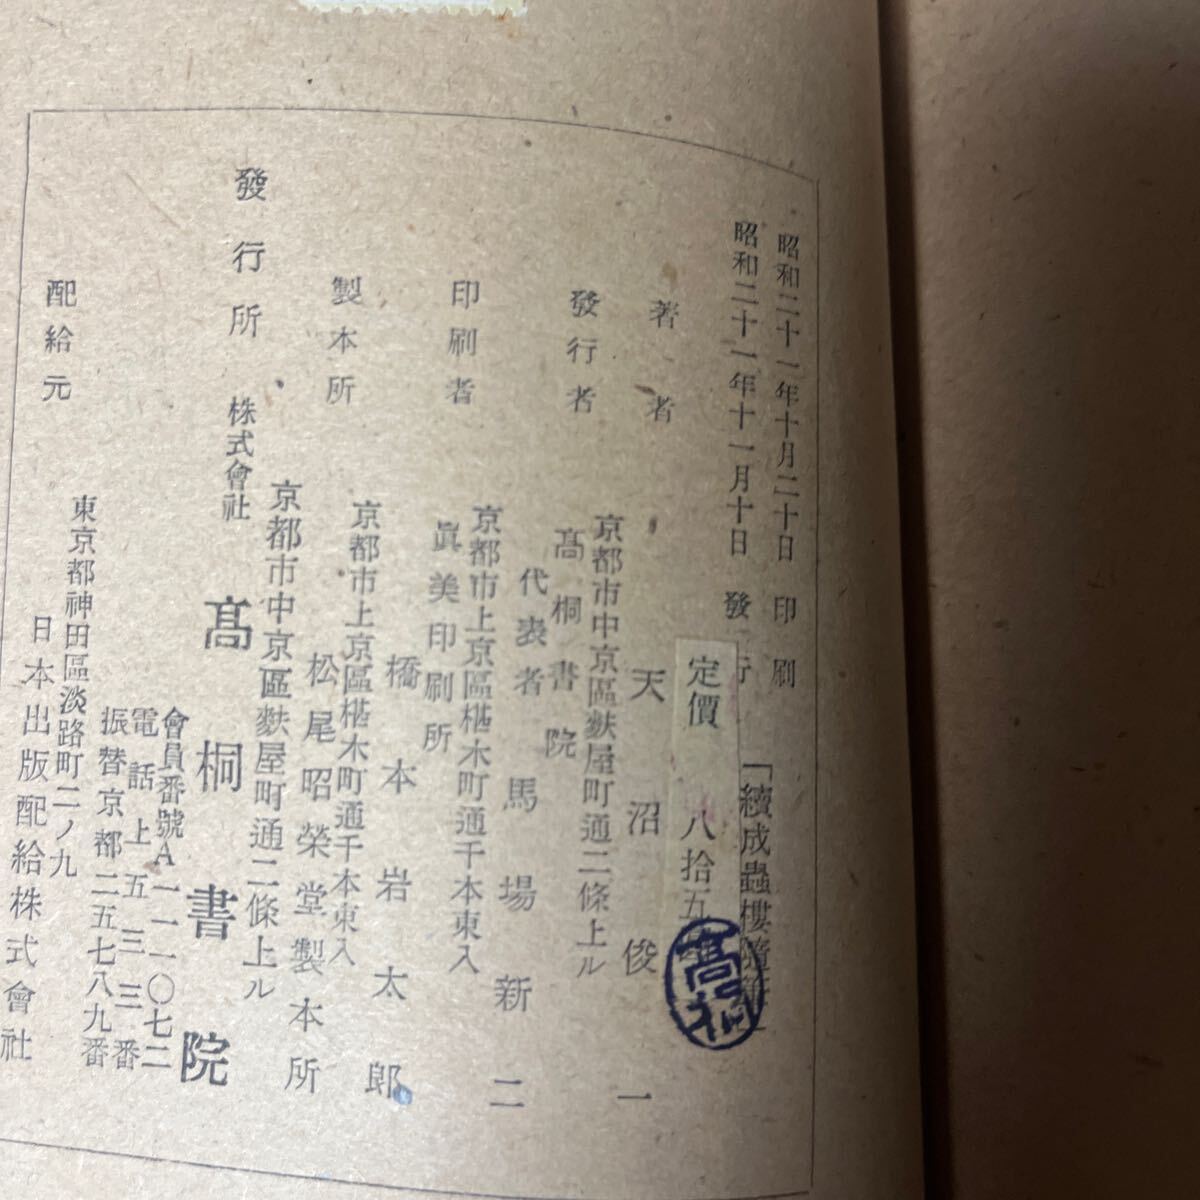 昭和二十一年十月二十日 印刷
昭和二十一年十一月十日 發行
「續成蟲樓隨筆」
定價 八拾五
髙桐
著者 天沼俊一
京都市中京區麩屋町通二條上ル
發行者 髙桐書院
代表者 馬場新二
京都市上京區椹木町通千本東入
印刷者 眞美印刷所
橋本岩太郎
京都市上京區椹木町通千本東入
製本所 松尾昭榮堂製本所
京都市中京區麩屋町通二條上ル
發行所 株式會社 髙桐書院
會員番號A一一一〇七二
電話上五三三番
振替京都二五七八九番
東京都神田區淡路町二ノ九
配給元 日本出版配給株式會社